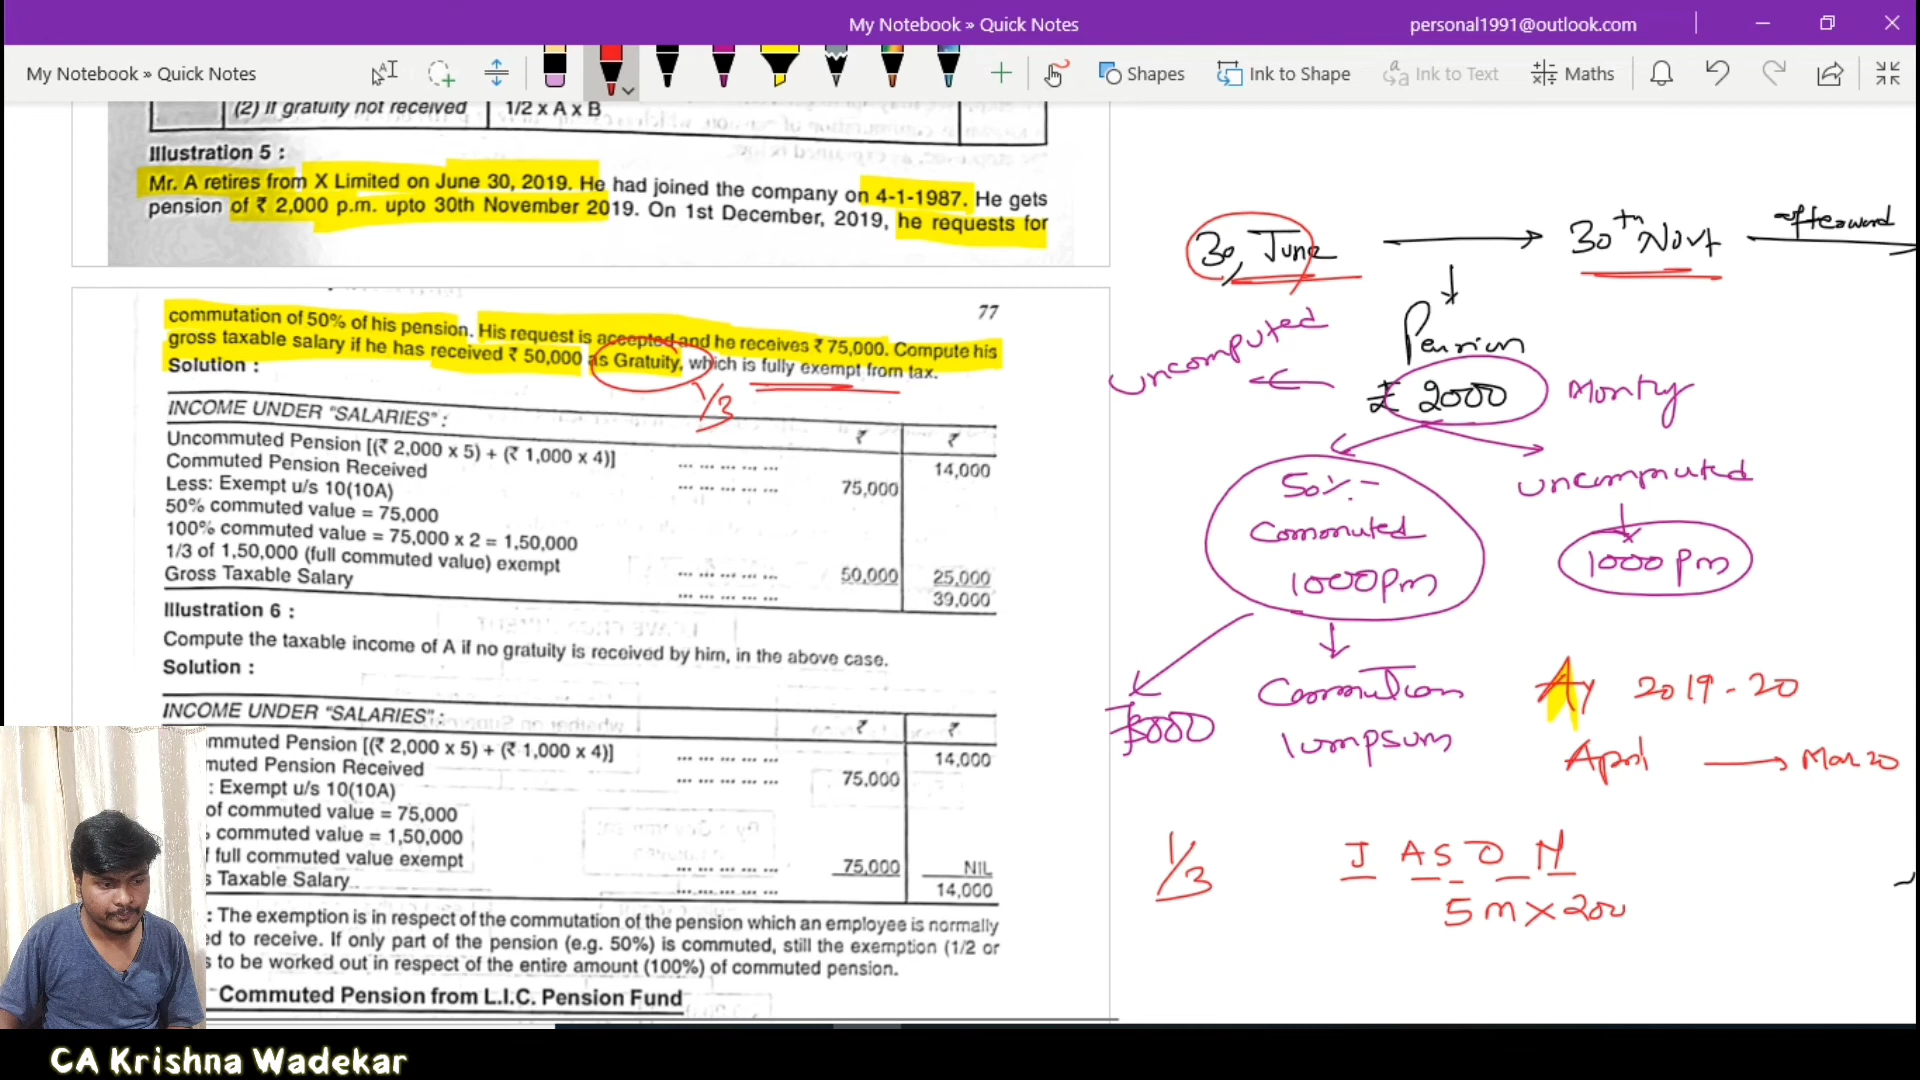 My Notebook » Quick Notes
personal1991@outlook.com
My Notebook » Quick Notes
Shapes
Ink to Shape
Ink to Text
Maths
(2) If gratuity not received 1/2 x A x B
Illustration 5 :
Mr. A retires from X Limited on June 30, 2019. He had joined the company on 4-1-1987. He gets
pension of ₹ 2,000 p.m. upto 30th November 2019. On 1st December, 2019, he requests for
77
commutation of 50% of his pension. His request is accepted and he receives ₹ 75,000. Compute his
gross taxable salary if he has received ₹ 50,000 as Gratuity, which is fully exempt from tax.
Solution :
1/3
INCOME UNDER "SALARIES" : ₹ ₹
Uncommuted Pension [(₹ 2,000 x 5) + (₹ 1,000 x 4)] ... ... ... ... ... 14,000
Commuted Pension Received ... ... ... ... ... 75,000
Less: Exempt u/s 10(10A)
50% commuted value = 75,000
100% commuted value = 75,000 x 2 = 1,50,000
1/3 of 1,50,000 (full commuted value) exempt ... ... ... ... ... 50,000 25,000
Gross Taxable Salary ... ... ... ... ... 39,000
Illustration 6 :
Compute the taxable income of A if no gratuity is received by him, in the above case.
Solution :
INCOME UNDER "SALARIES" : ₹ ₹
mmuted Pension [(₹ 2,000 x 5) + (₹ 1,000 x 4)] ... ... ... ... ... 14,000
muted Pension Received ... ... ... ... ... 75,000
: Exempt u/s 10(10A)
of commuted value = 75,000
commuted value = 1,50,000
full commuted value exempt ... ... ... ... ... 75,000 NIL
s Taxable Salary ... ... ... ... ... 14,000
: The exemption is in respect of the commutation of the pension which an employee is normally
ed to receive. If only part of the pension (e.g. 50%) is commuted, still the exemption (1/2 or
s to be worked out in respect of the entire amount (100%) of commuted pension.
Commuted Pension from L.I.C. Pension Fund
30, June
30th Novt
afterward
Pension
uncomputed
₹ 2000 Montly
50%-
Commuted
1000 Pm
uncomputed
1000 pm
75000
lumpsum
Ay 2019-20
April Mar 20
1/3
J A S O N
5 m x 200
CA Krishna Wadekar